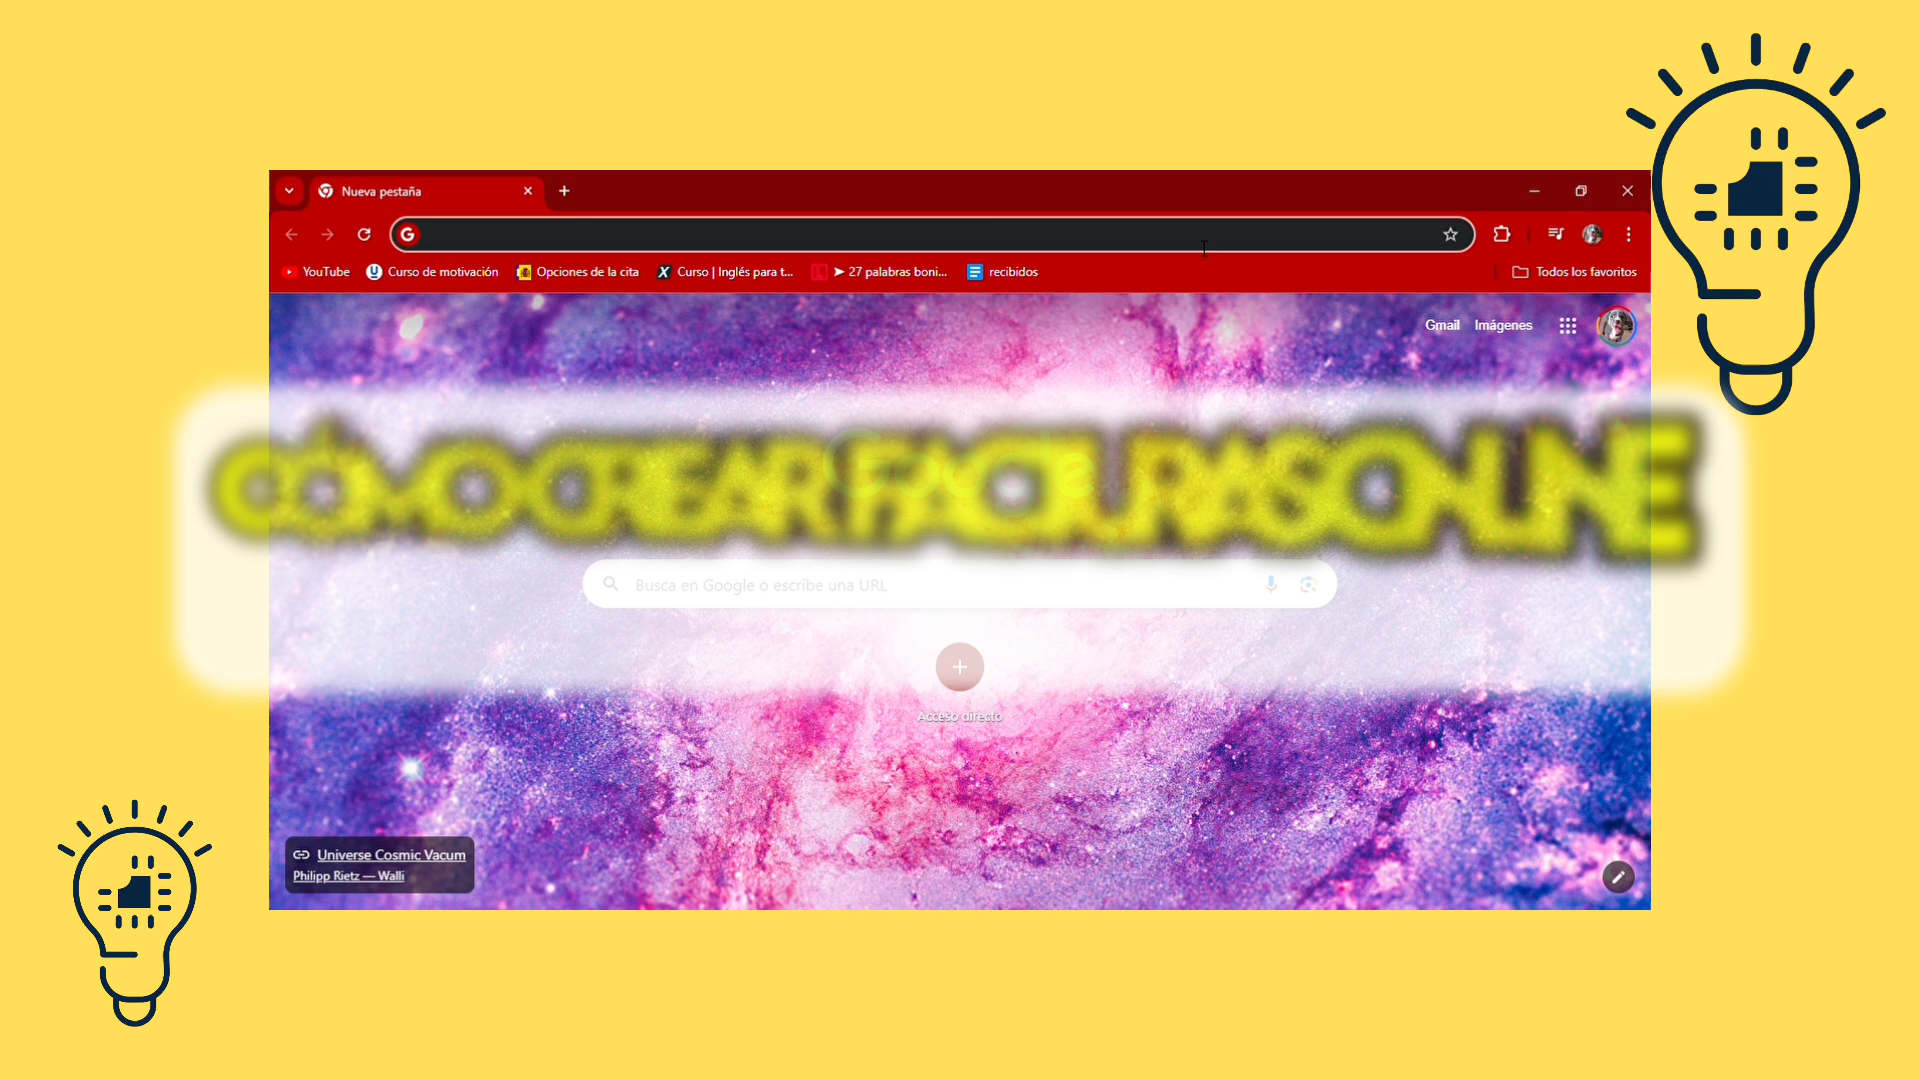 Nueva pestaña
YouTube Curso de motivación Opciones de la cita Curso | Inglés para t... ➤ 27 palabras boni... recibidos Todos los favoritos
Gmail Imágenes
CÓMO CREAR FACTURAS ONLINE
Google
Busca en Google o escribe una URL
Acceso directo
Universe Cosmic Vacum
Philipp Rietz — Walli